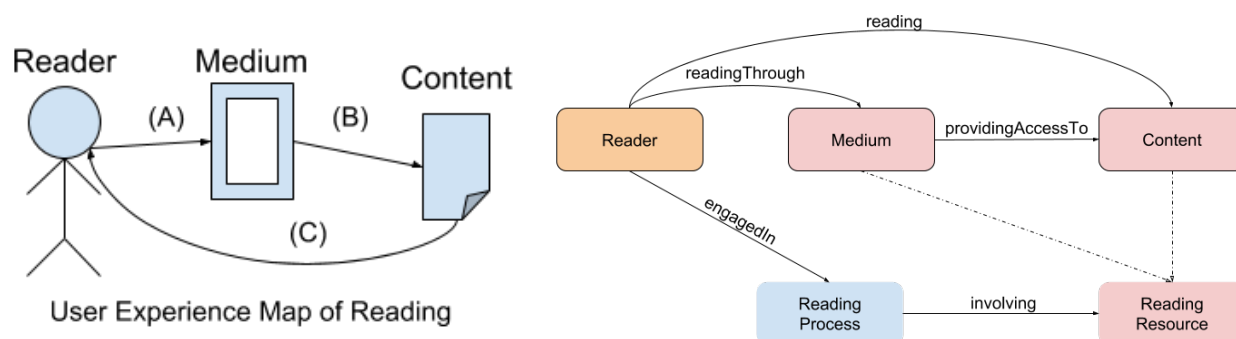 Reader
Medium
Content
(A)
(B)
(C)
User Experience Map of Reading
reading
readingThrough
Reader
Medium
providingAccessTo
Content
engagedIn
Reading
Process
involving
Reading
Resource